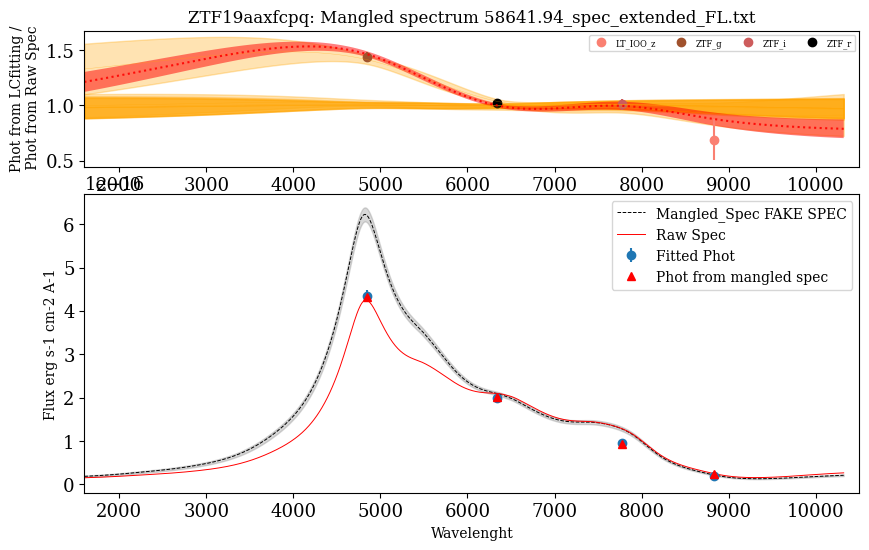 ZTF19aaxfcpq: Mangled spectrum 58641.94_spec_extended_FL.txt
Phot from LCfitting /
Phot from Raw Spec
1.5
1.0
0.5
LT_IOO_z ZTF_g ZTF_i ZTF_r
2000 3000 4000 5000 6000 7000 8000 9000 10000
1e−16
Flux erg s-1 cm-2 A-1
6
5
4
3
2
1
0
Mangled_Spec FAKE SPEC
Raw Spec
Fitted Phot
Phot from mangled spec
2000 3000 4000 5000 6000 7000 8000 9000 10000
Wavelenght